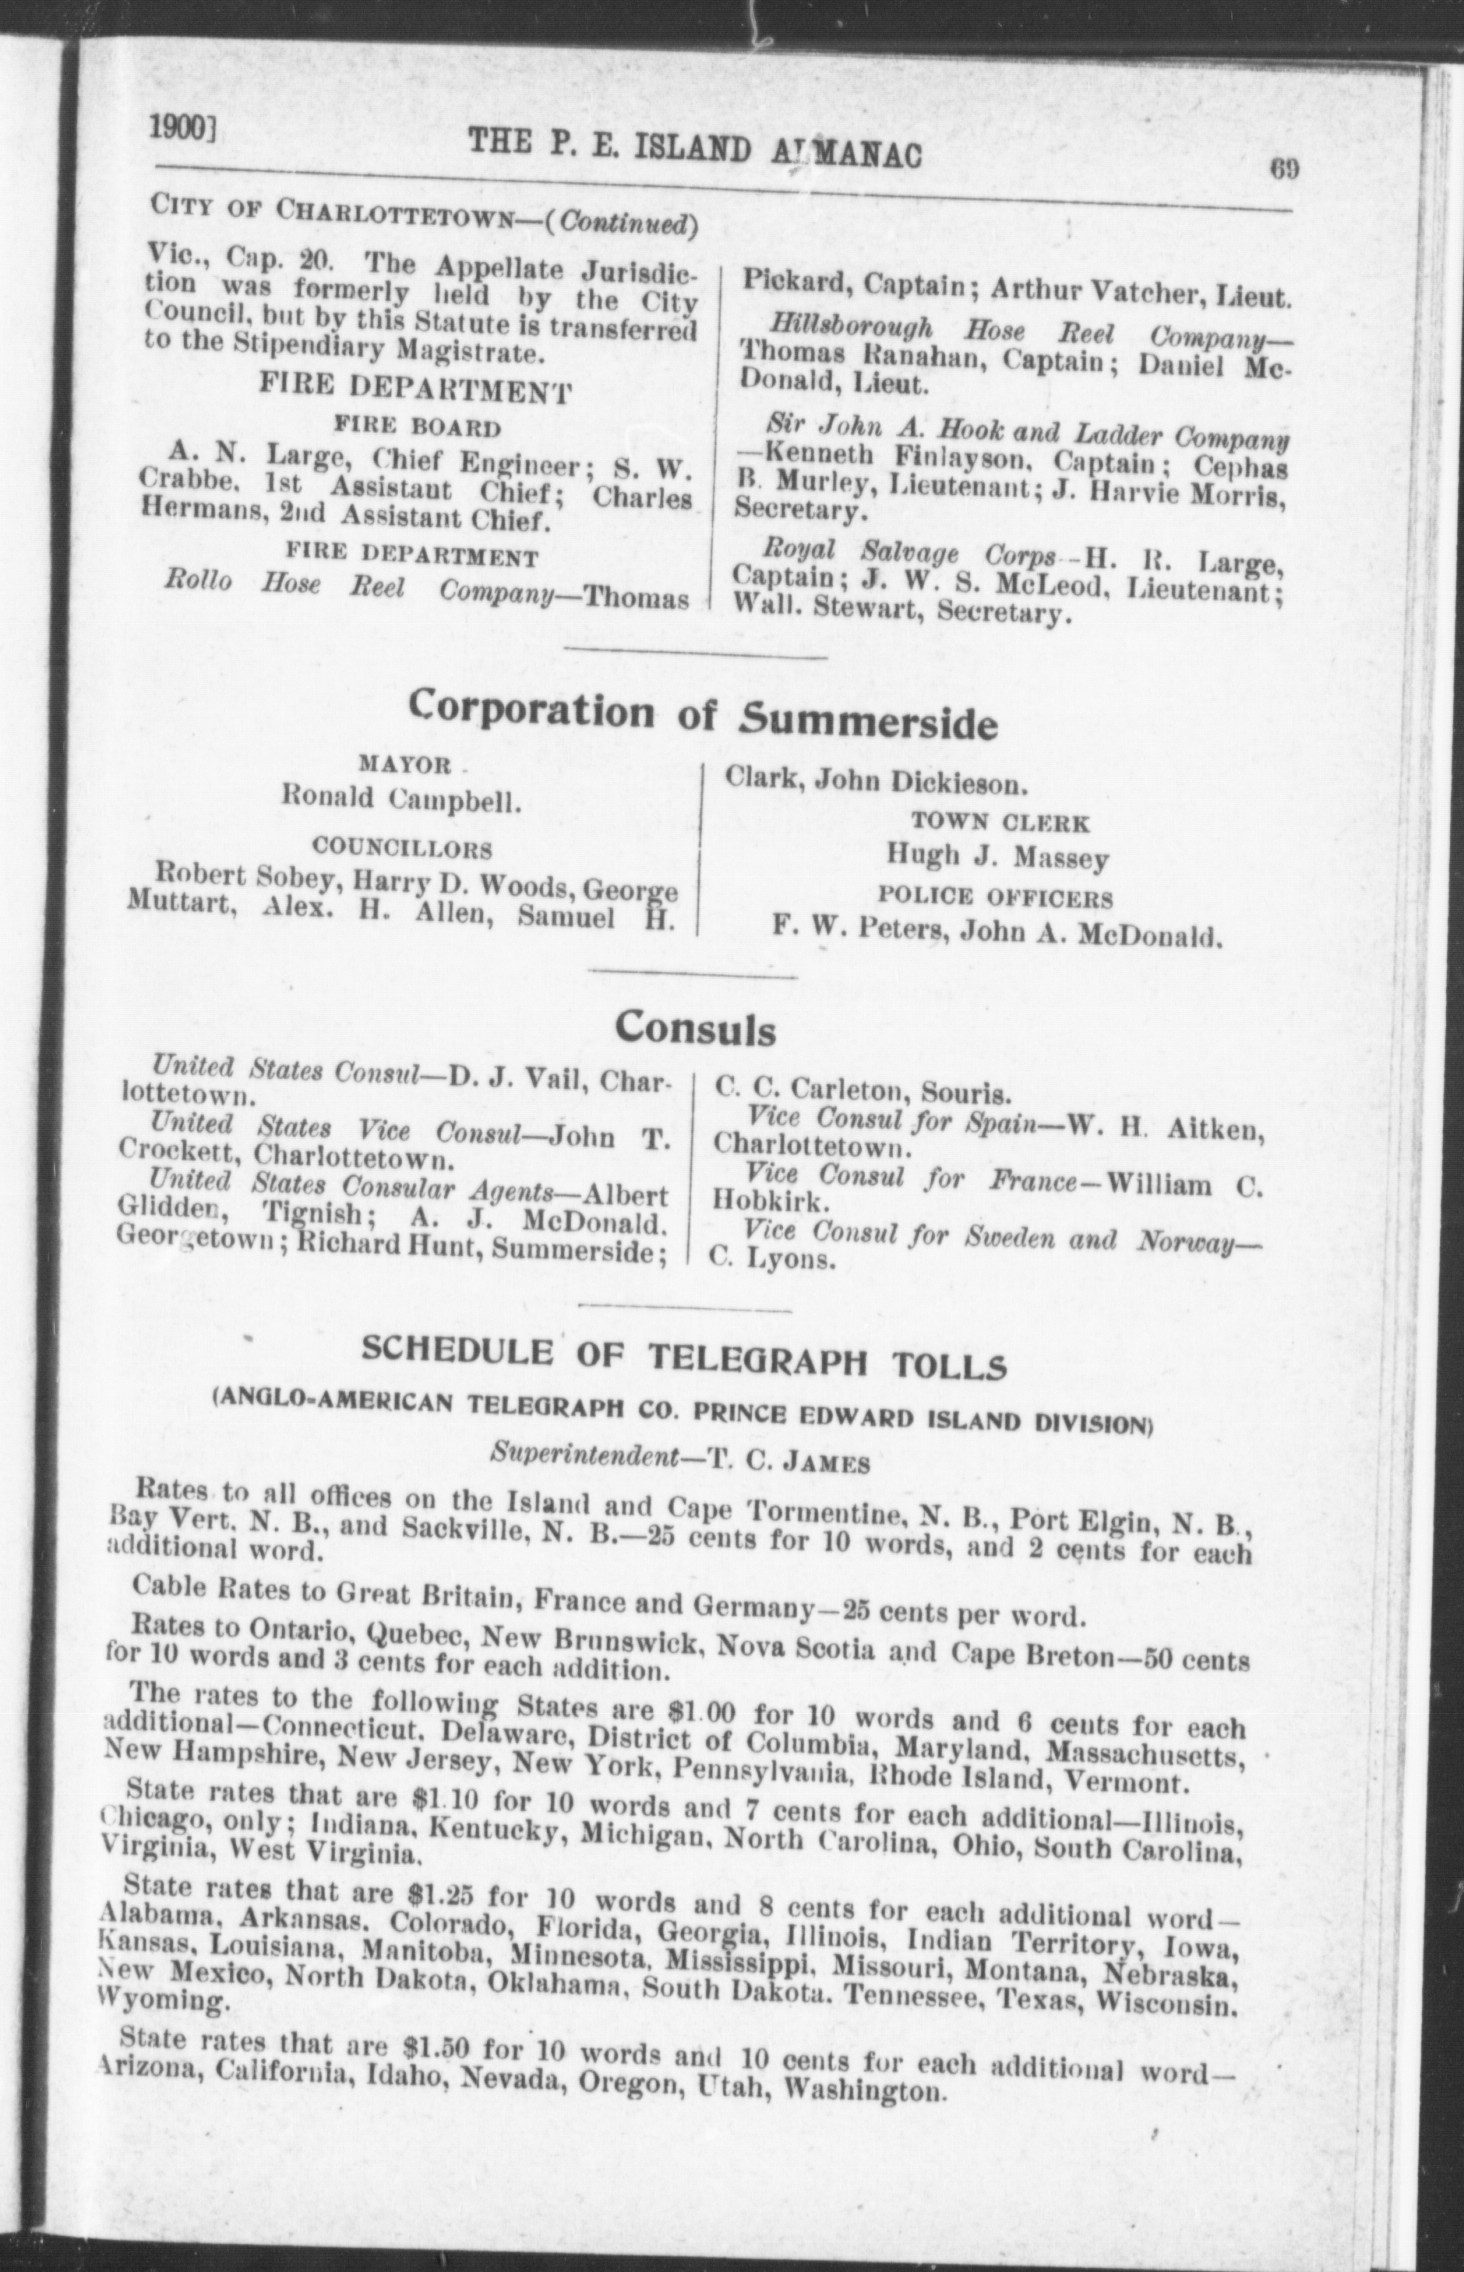 1900]
THE P. E. ISLAND ALMANAC
69
CITY OF CHARLOTTETOWN—(Continued)
Vic., Cap. 20. The Appellate Jurisdic-
tion was formerly held by the City
Council, but by this Statute is transferred
to the Stipendiary Magistrate.
FIRE DEPARTMENT
FIRE BOARD
A. N. Large, Chief Engineer; S. W.
Crabbe, 1st Assistant Chief; Charles
Hermans, 2nd Assistant Chief.
FIRE DEPARTMENT
Rollo Hose Reel Company—Thomas
Pickard, Captain; Arthur Vatcher, Lieut.
Hillsborough Hose Reel Company—
Thomas Ranahan, Captain; Daniel Mc-
Donald, Lieut.
Sir John A. Hook and Ladder Company
—Kenneth Finlayson, Captain; Cephas
B. Murley, Lieutenant; J. Harvie Morris,
Secretary.
Royal Salvage Corps—H. R. Large,
Captain; J. W. S. McLeod, Lieutenant;
Wall. Stewart, Secretary.
Corporation of Summerside
MAYOR
Ronald Campbell.
COUNCILLORS
Robert Sobey, Harry D. Woods, George
Muttart, Alex. H. Allen, Samuel H.
Clark, John Dickieson.
TOWN CLERK
Hugh J. Massey
POLICE OFFICERS
F. W. Peters, John A. McDonald.
Consuls
United States Consul—D. J. Vail, Char-
lottetown.
United States Vice Consul—John T.
Crockett, Charlottetown.
United States Consular Agents—Albert
Glidden, Tignish; A. J. McDonald.
Georgetown; Richard Hunt, Summerside;
C. C. Carleton, Souris.
Vice Consul for Spain—W. H. Aitken,
Charlottetown.
Vice Consul for France—William C.
Hobkirk.
Vice Consul for Sweden and Norway—
C. Lyons.
SCHEDULE OF TELEGRAPH TOLLS
(ANGLO-AMERICAN TELEGRAPH CO. PRINCE EDWARD ISLAND DIVISION)
Superintendent—T. C. JAMES
Rates to all offices on the Island and Cape Tormentine, N. B., Port Elgin, N. B.,
Bay Vert, N. B., and Sackville, N. B.—25 cents for 10 words, and 2 cents for each
additional word.
Cable Rates to Great Britain, France and Germany—25 cents per word.
Rates to Ontario, Quebec, New Brunswick, Nova Scotia and Cape Breton—50 cents
for 10 words and 3 cents for each addition.
The rates to the following States are $1.00 for 10 words and 6 cents for each
additional—Connecticut, Delaware, District of Columbia, Maryland, Massachusetts,
New Hampshire, New Jersey, New York, Pennsylvania, Rhode Island, Vermont.
State rates that are $1.10 for 10 words and 7 cents for each additional—Illinois,
Chicago, only; Indiana, Kentucky, Michigan, North Carolina, Ohio, South Carolina,
Virginia, West Virginia.
State rates that are $1.25 for 10 words and 8 cents for each additional word—
Alabama, Arkansas, Colorado, Florida, Georgia, Illinois, Indian Territory, Iowa,
Kansas, Louisiana, Manitoba, Minnesota, Mississippi, Missouri, Montana, Nebraska,
New Mexico, North Dakota, Oklahama, South Dakota. Tennessee, Texas, Wisconsin.
Wyoming.
State rates that are $1.50 for 10 words and 10 cents for each additional word—
Arizona, California, Idaho, Nevada, Oregon, Utah, Washington.